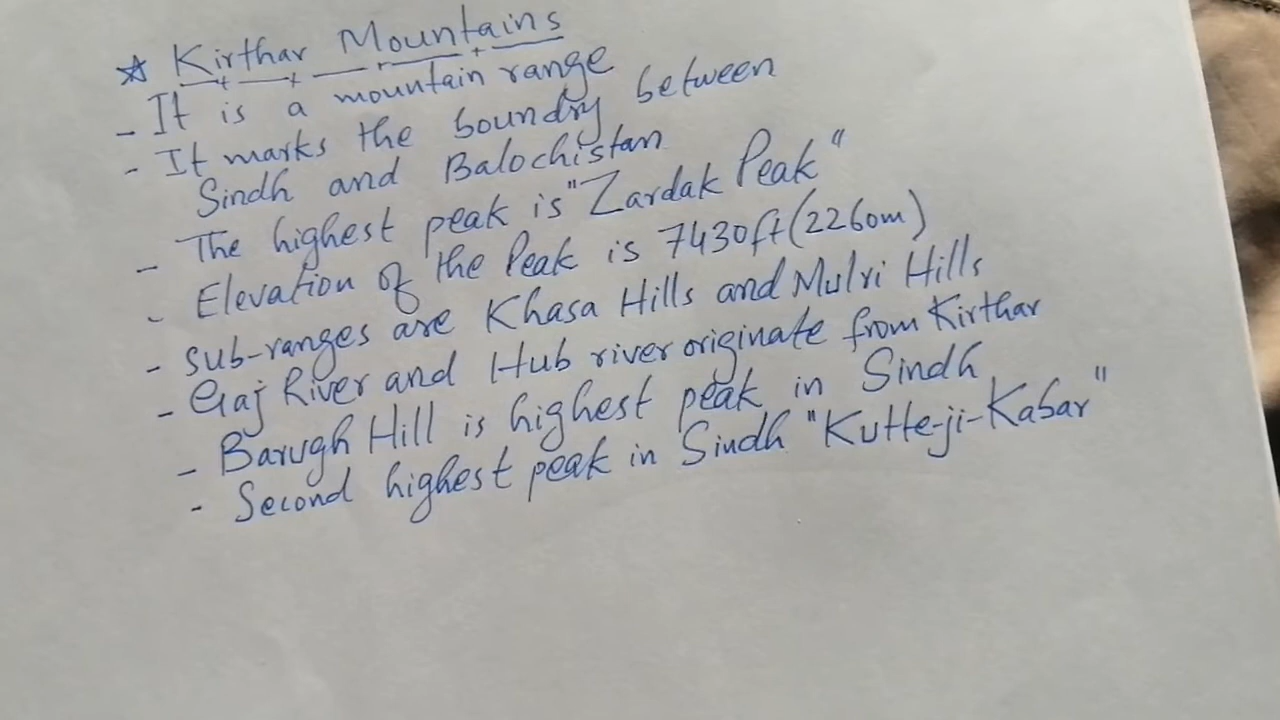 ☆ Kirthar Mountains
- It is a mountain range
- It marks the boundry between
Sindh and Balochistan
- The highest peak is "Zardak Peak"
- Elevation of the Peak is 7430ft(2260m)
- Sub-ranges are Khasa Hills and Mulri Hills
- Gaj River and Hub river originate from Kirthar
- Barugh Hill is highest peak in Sindh
- Second highest peak in Sindh "Kutte-ji-Kabar"